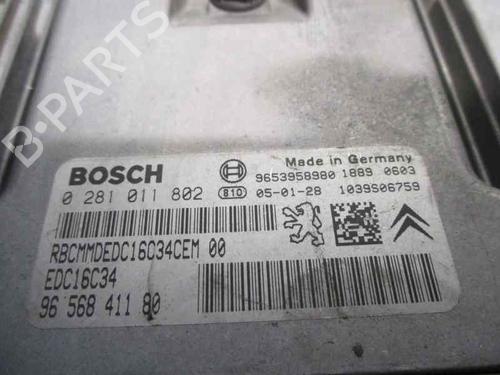 B-PARTS
BOSCH
Made in Germany
9653958980 1889 0603
0 281 011 802
810 05-01-28 1039S06759
RBCMMDEDC16C34CEM 00
EDC16C34
96 568 411 80